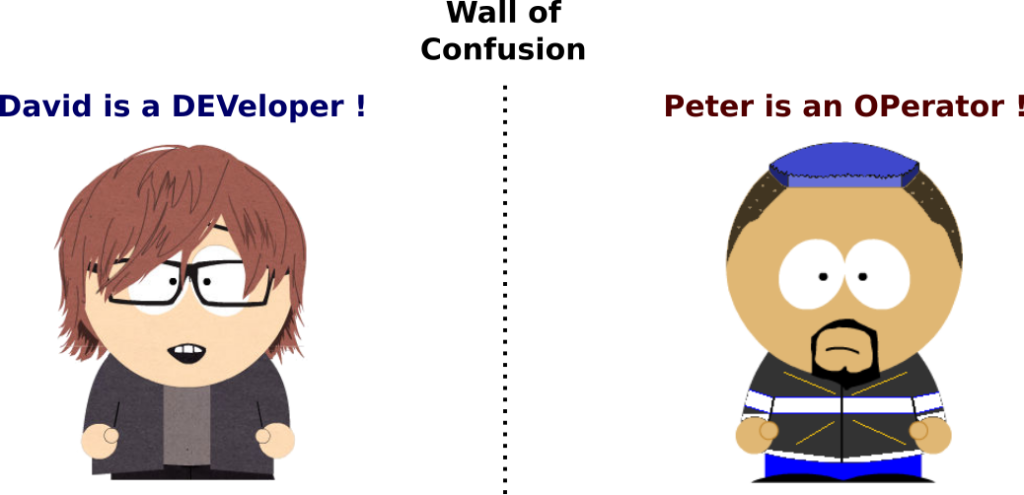 Wall of
Confusion
David is a DEVeloper !
Peter is an OPerator !